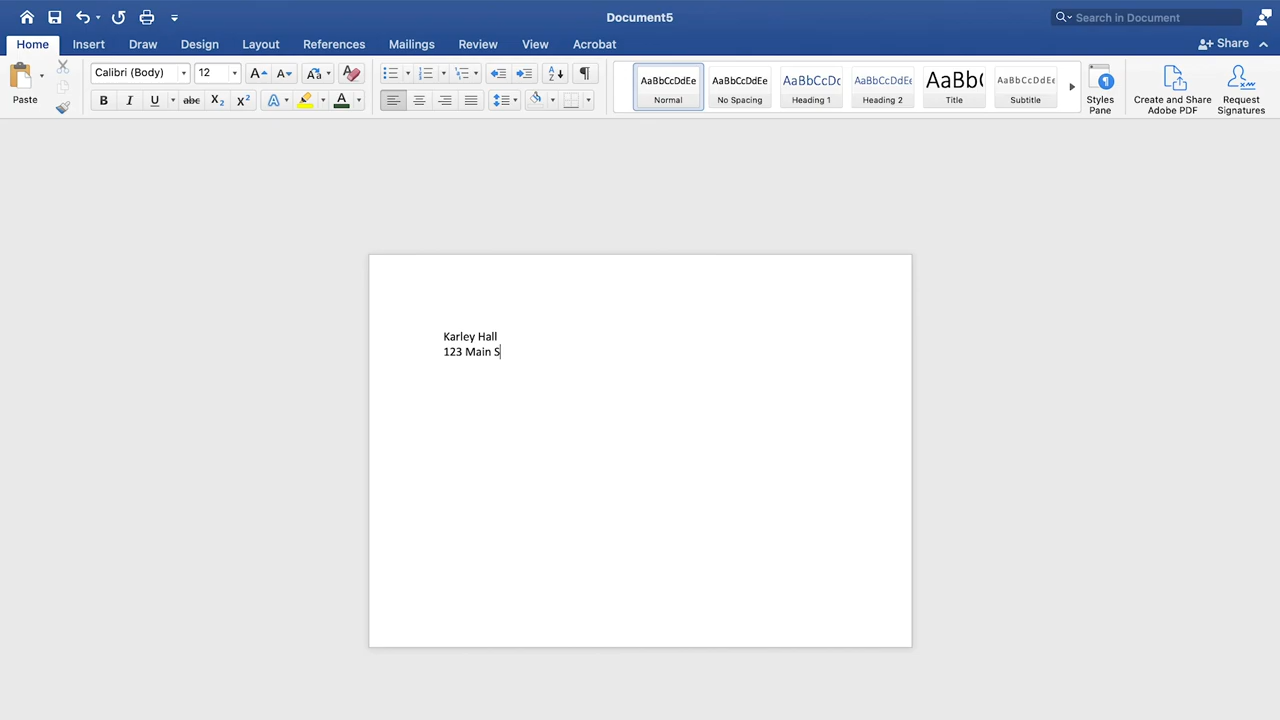 Document5
Search in Document
Home Insert Draw Design Layout References Mailings Review View Acrobat
Share
Paste
Calibri (Body) 12
AaBbCcDdEe AaBbCcDdEe AaBbCcDc AaBbCcDdEe AaBbC AaBbCcDdEe
Normal No Spacing Heading 1 Heading 2 Title Subtitle
Styles Pane
Create and Share Adobe PDF
Request Signatures
Karley Hall
123 Main S